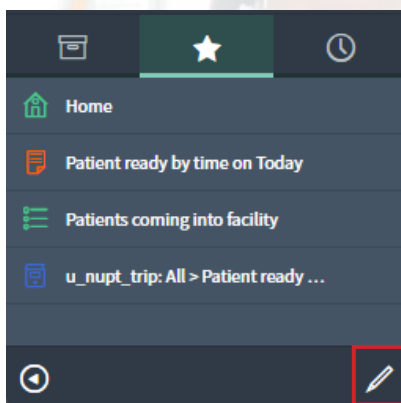 Home
Patient ready by time on Today
Patients coming into facility
u_nupt_trip: All > Patient ready ...